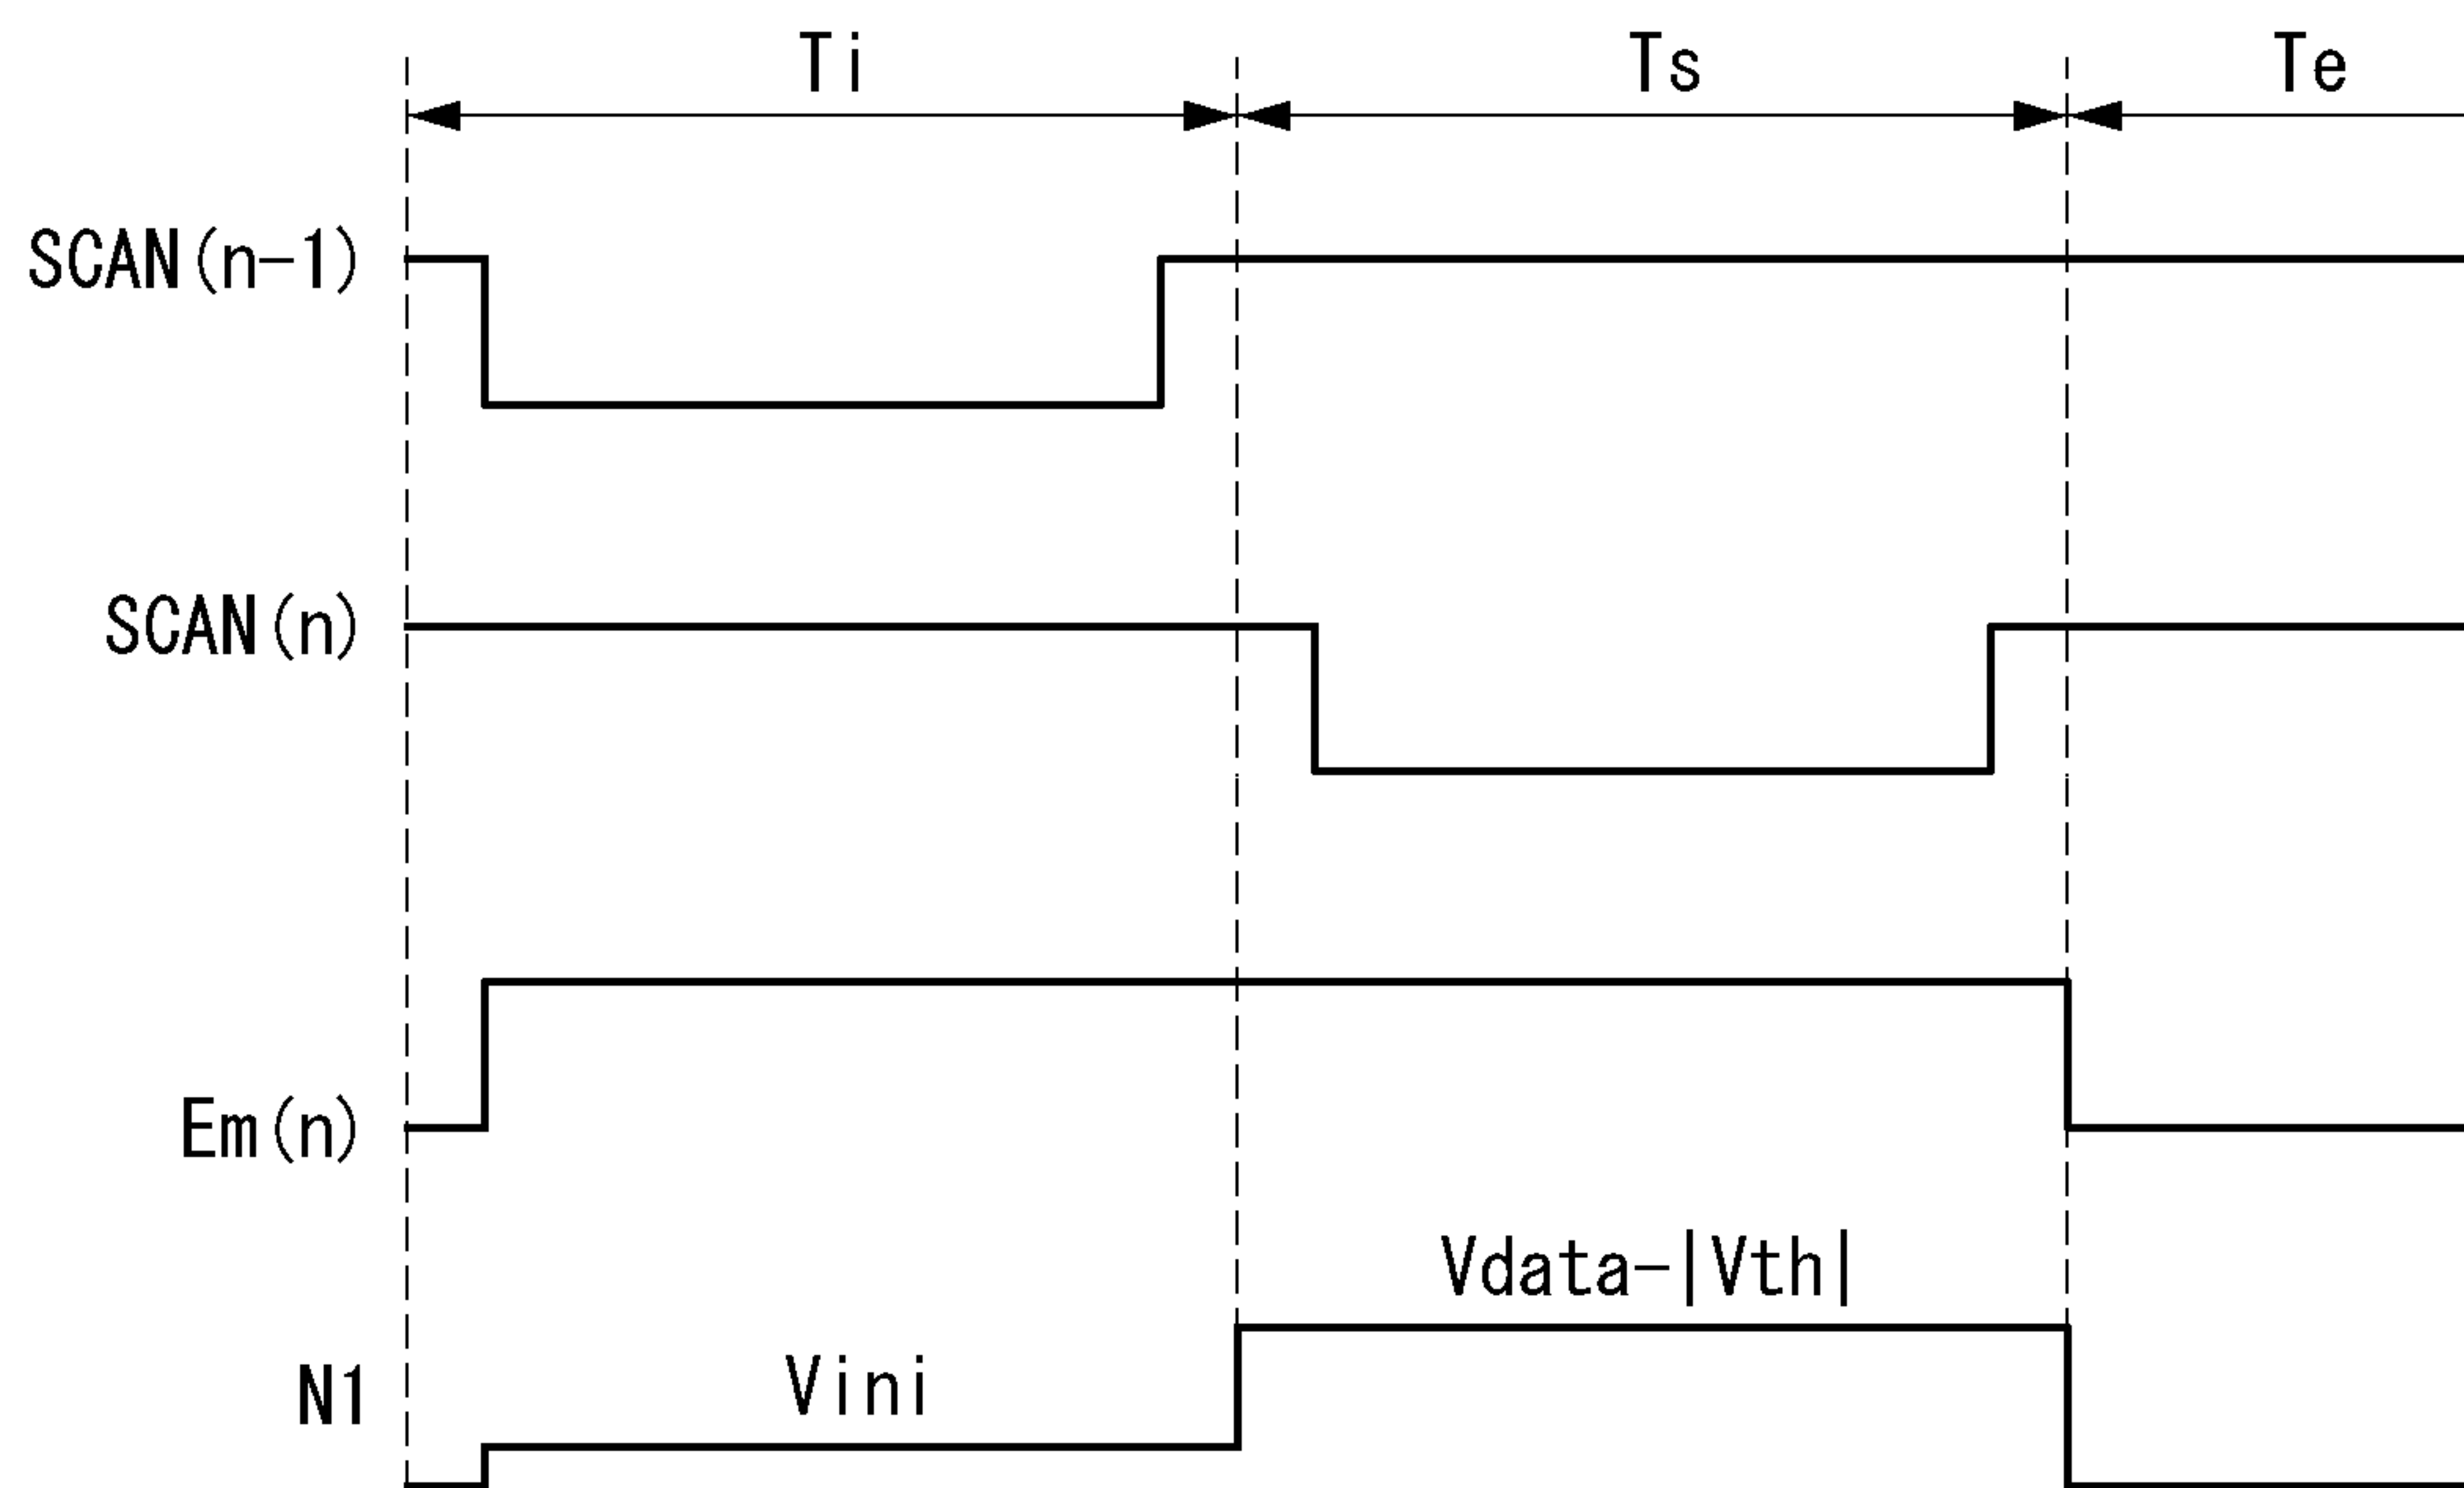 Ti Ts Te
SCAN(n-1)
SCAN(n)
Em(n)
Vdata-|Vth|
Vini
N1